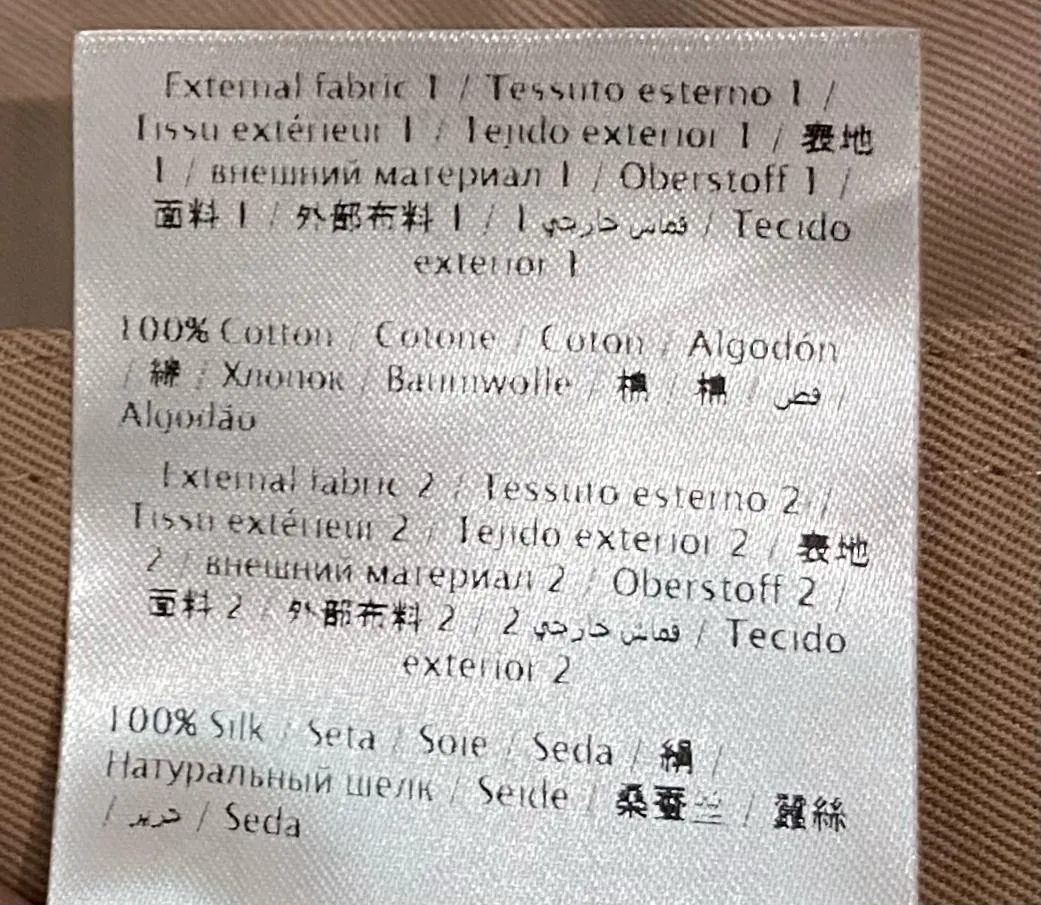 External fabric 1 / Tessuto esterno 1 /
Tissu extérieur 1 / Tejido exterior 1 / 表地
1 / внешний материал 1 / Oberstoff 1 /
面料 1 / 外部布料 1 / قماش خارجي 1 / Tecido
exterior 1
100% Cotton / Cotone / Coton / Algodón
/ 綿 / Хлопок / Baumwolle / 棉 / 棉 / قطن /
Algodão
External fabric 2 / Tessuto esterno 2 /
Tissu extérieur 2 / Tejido exterior 2 / 表地
2 / внешний материал 2 / Oberstoff 2 /
面料 2 / 外部布料 2 / قماش خارجي 2 / Tecido
exterior 2
100% Silk / Seta / Soie / Seda / 絹 /
Натуральный шелк / Seide / 桑蚕丝 / 蠶絲
/ حرير / Seda